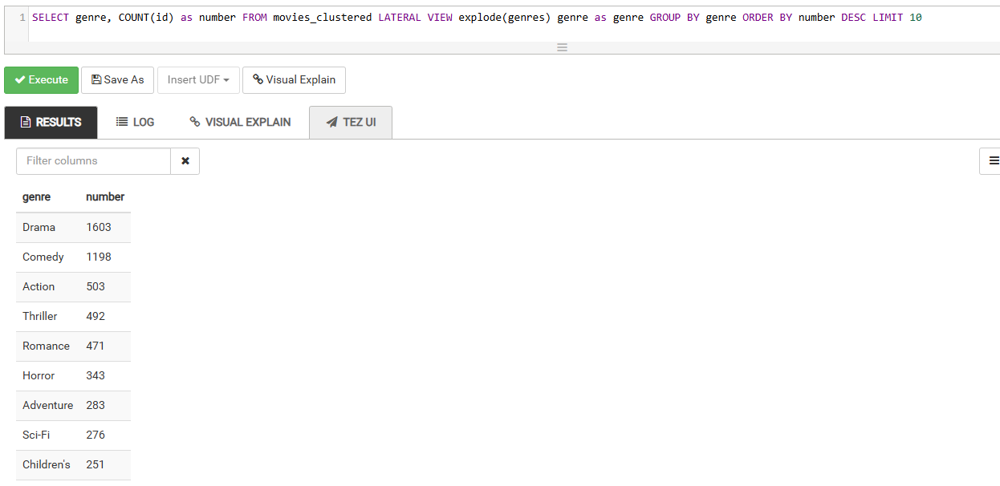 1 SELECT genre, COUNT(id) as number FROM movies_clustered LATERAL VIEW explode(genres) genre as genre GROUP BY genre ORDER BY number DESC LIMIT 10
Execute Save As Insert UDF Visual Explain
RESULTS LOG VISUAL EXPLAIN TEZ UI
Filter columns
genre number
Drama 1603
Comedy 1198
Action 503
Thriller 492
Romance 471
Horror 343
Adventure 283
Sci-Fi 276
Children's 251